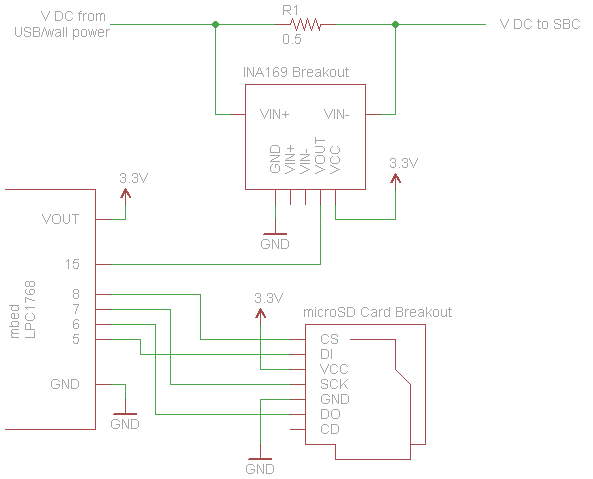 V DC from
USB/wall power
R1
0.5
V DC to SBC
INA169 Breakout
VIN+
VIN-
GND
VIN+
VIN-
VOUT
VCC
3.3V
GND
3.3V
VOUT
15
8
7
6
5
GND
mbed
LPC1768
GND
3.3V
microSD Card Breakout
CS
DI
VCC
SCK
GND
DO
CD
GND